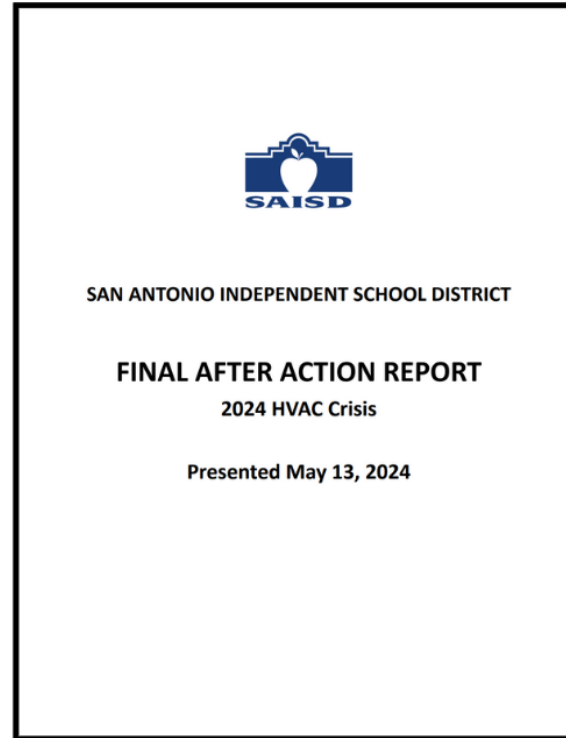 SAISD
SAN ANTONIO INDEPENDENT SCHOOL DISTRICT
FINAL AFTER ACTION REPORT
2024 HVAC Crisis
Presented May 13, 2024